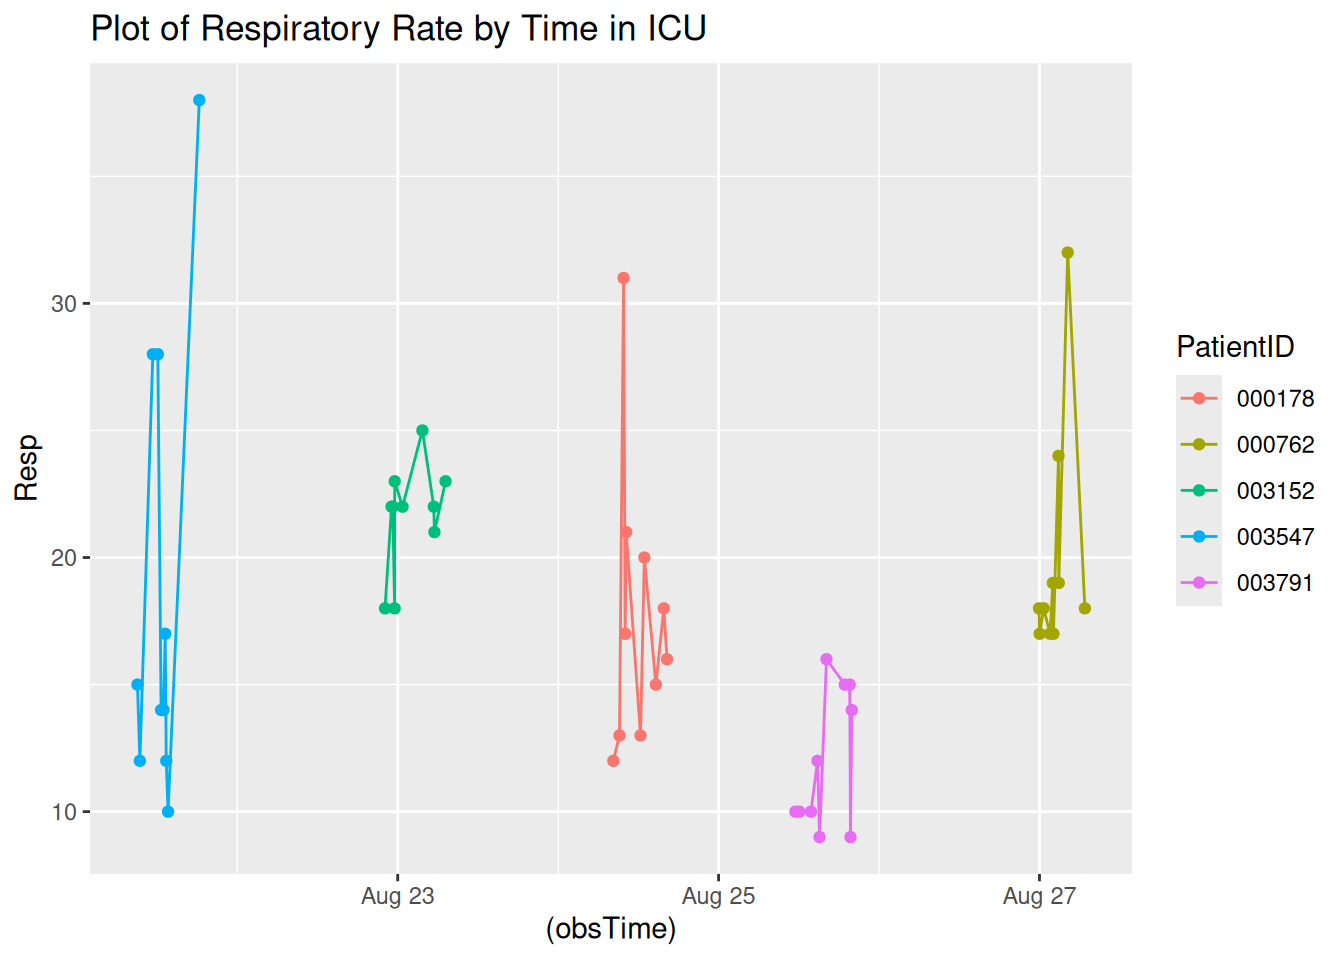 Plot of Respiratory Rate by Time in ICU
Resp
30
20
10
Aug 23
Aug 25
Aug 27
(obsTime)
PatientID
000178
000762
003152
003547
003791